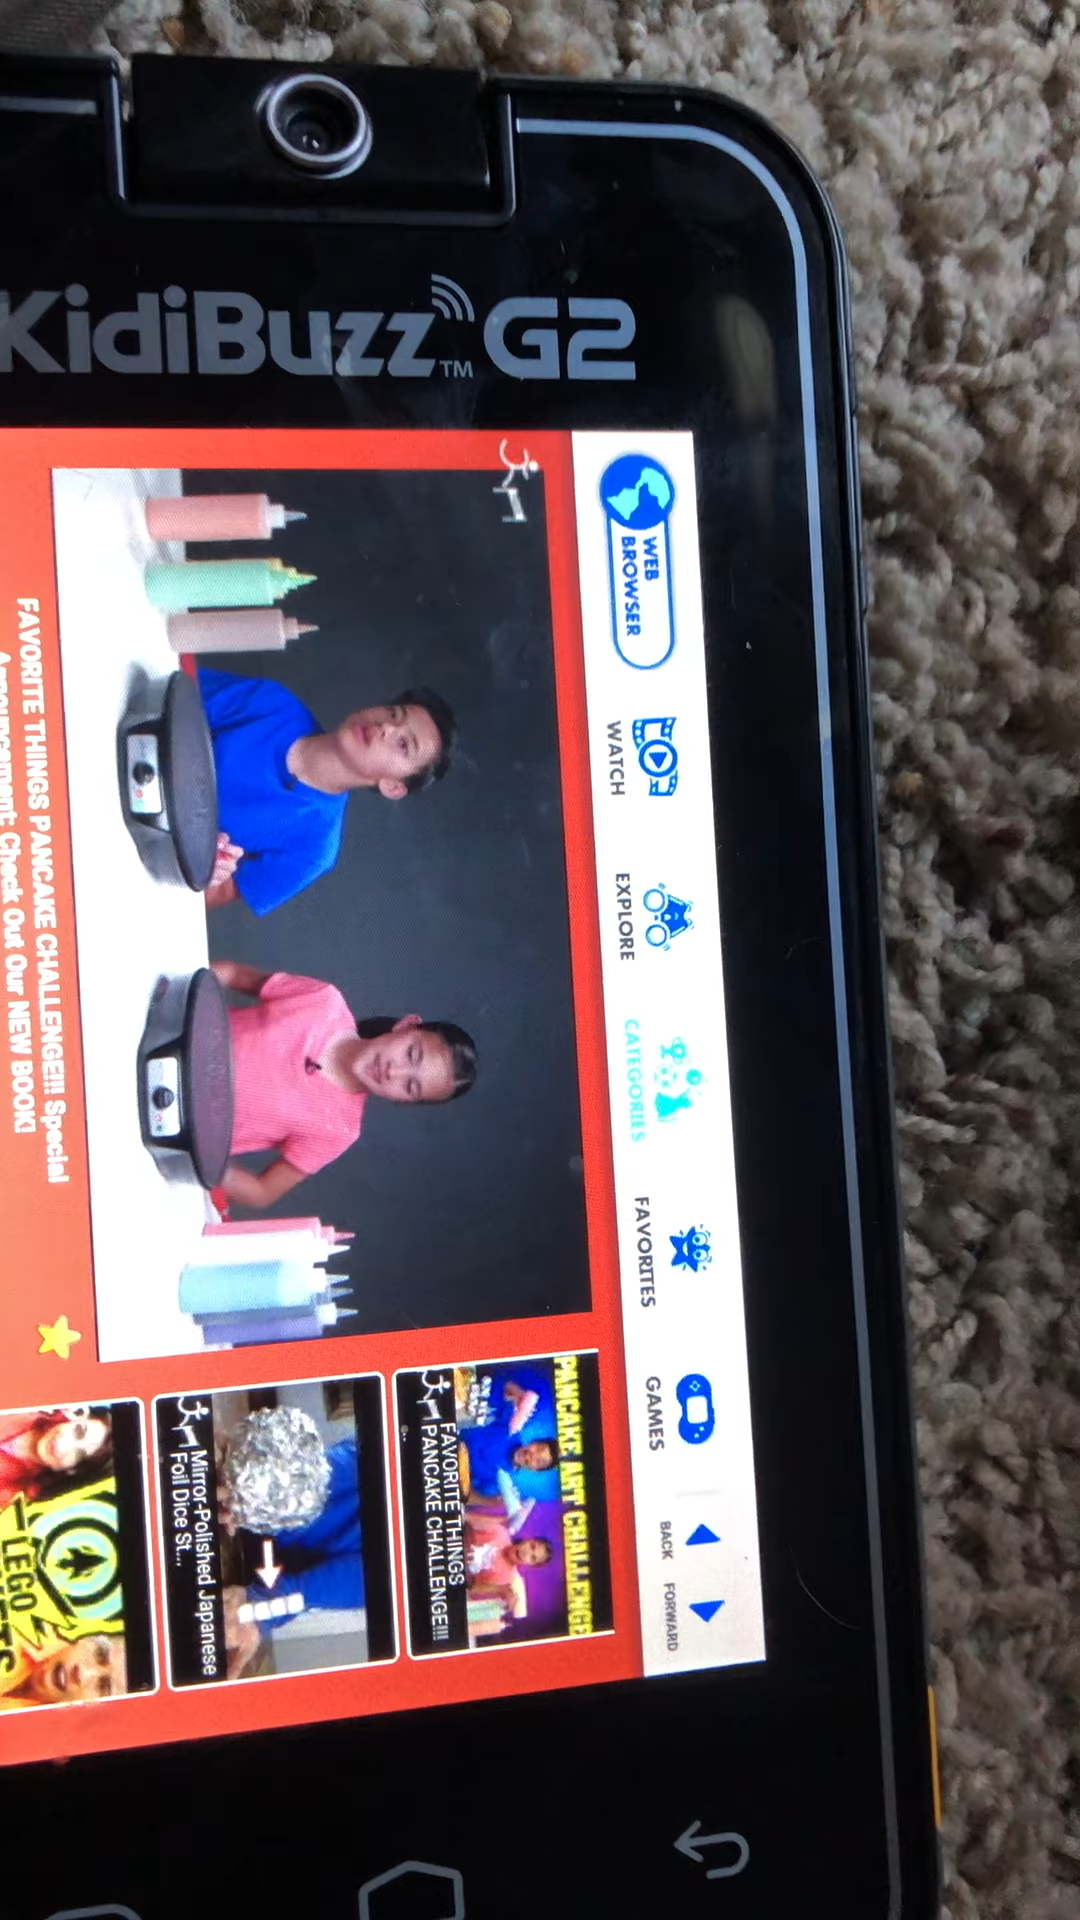 KidiBuzz™ G2
WEB
BROWSER
WATCH
EXPLORE
CATEGORIES
FAVORITES
GAMES
BACK
FORWARD
FAVORITE THINGS PANCAKE CHALLENGE!!! Special
Announcement: Check Out Our NEW BOOK!
PANCAKE ART CHALLENGE
FAVORITE THINGS
PANCAKE CHALLENGE!!!
Mirror-Polished Japanese
Foil Dice St...
LEGO